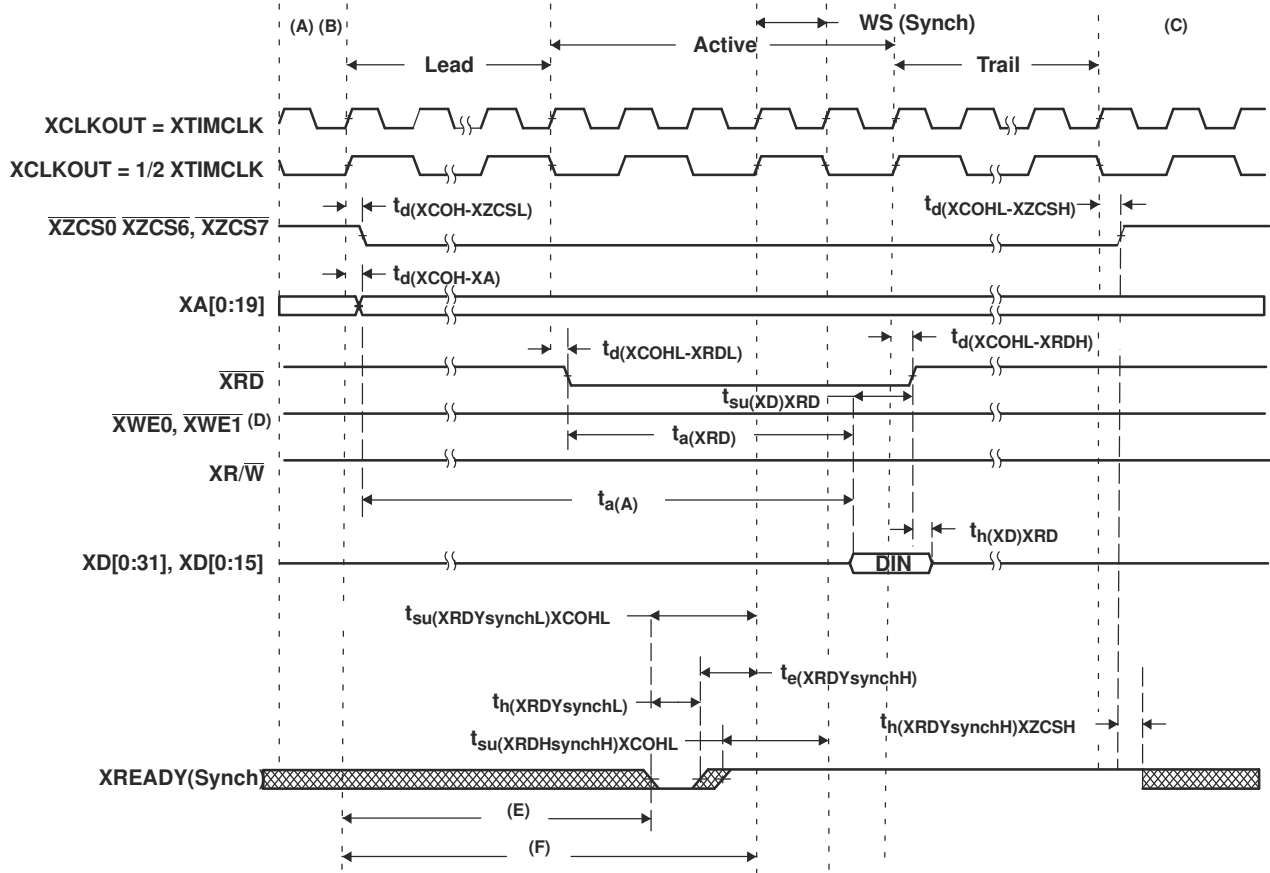 (A) (B)
WS (Synch)
(C)
Active
Lead
Trail
XCLKOUT = XTIMCLK
XCLKOUT = 1/2 XTIMCLK
td(XCOH-XZCSL)
td(XCOHL-XZCSH)
XZCS0 XZCS6, XZCS7
td(XCOH-XA)
XA[0:19]
td(XCOHL-XRDL)
td(XCOHL-XRDH)
XRD
tsu(XD)XRD
XWE0, XWE1 (D)
ta(XRD)
XR/W
ta(A)
th(XD)XRD
XD[0:31], XD[0:15]
DIN
tsu(XRDYsynchL)XCOHL
te(XRDYsynchH)
th(XRDYsynchL)
th(XRDYsynchH)XZCSH
tsu(XRDHsynchH)XCOHL
XREADY(Synch)
(E)
(F)